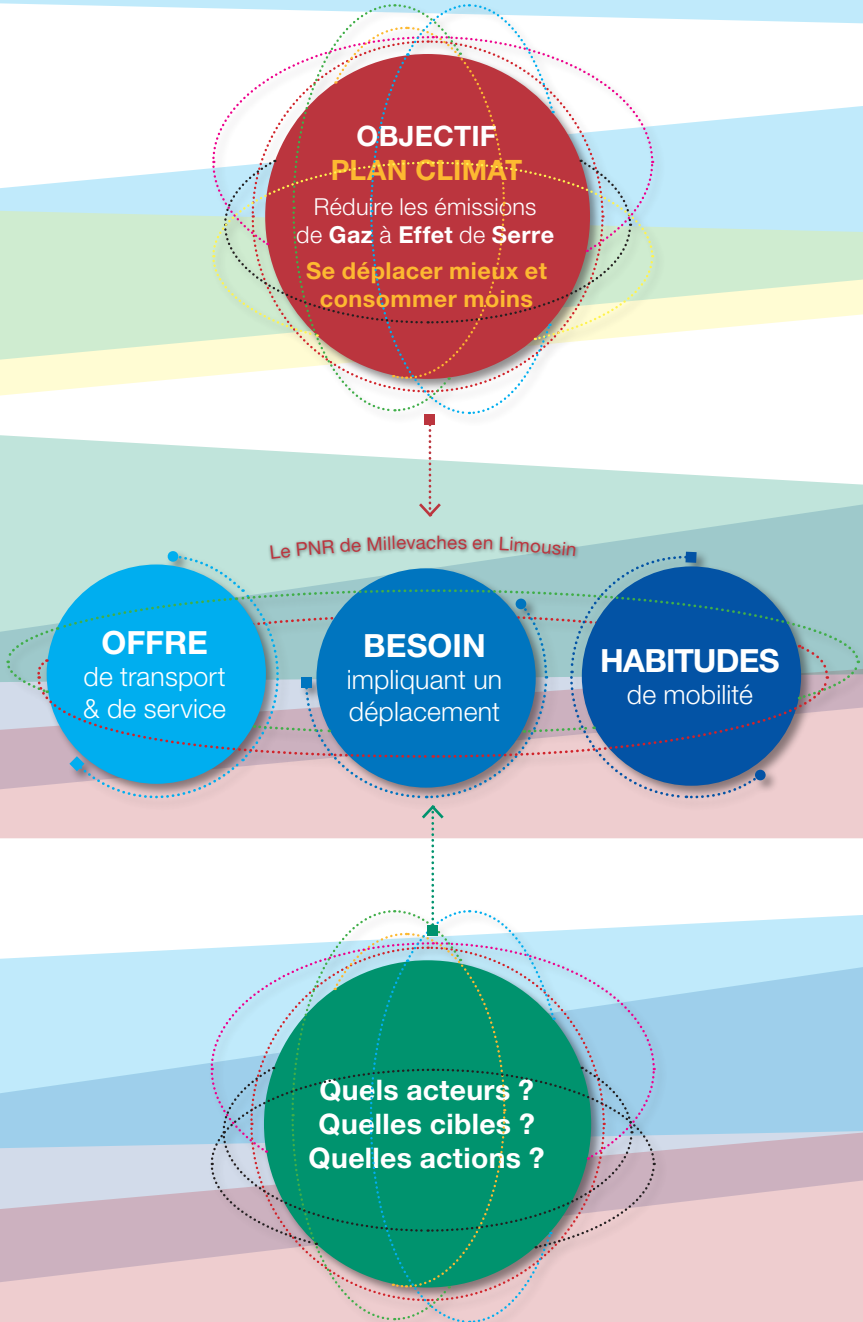 OBJECTIF
PLAN CLIMAT
Réduire les émissions
de Gaz à Effet de Serre
Se déplacer mieux et
consommer moins
Le PNR de Millevaches en Limousin
OFFRE
de transport
& de service
BESOIN
impliquant un
déplacement
HABITUDES
de mobilité
Quels acteurs ?
Quelles cibles ?
Quelles actions ?